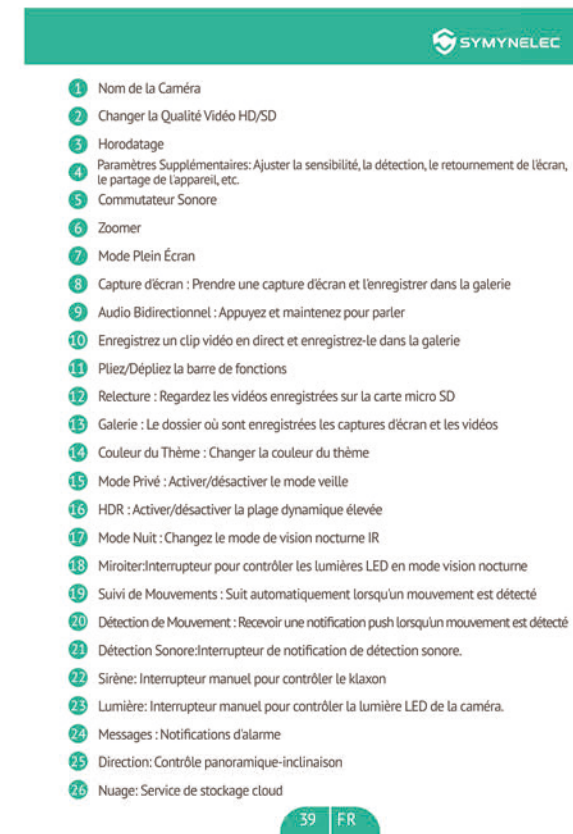 SYMYNELEC
1 Nom de la Caméra
2 Changer la Qualité Vidéo HD/SD
3 Horodatage
4 Paramètres Supplémentaires: Ajuster la sensibilité, la détection, le retournement de l'écran,
le partage de l'appareil, etc.
5 Commutateur Sonore
6 Zoomer
7 Mode Plein Écran
8 Capture d'écran : Prendre une capture d'écran et l'enregistrer dans la galerie
9 Audio Bidirectionnel : Appuyez et maintenez pour parler
10 Enregistrez un clip vidéo en direct et enregistrez-le dans la galerie
11 Pliez/Dépliez la barre de fonctions
12 Relecture : Regardez les vidéos enregistrées sur la carte micro SD
13 Galerie : Le dossier où sont enregistrées les captures d'écran et les vidéos
14 Couleur du Thème : Changer la couleur du thème
15 Mode Privé : Activer/désactiver le mode veille
16 HDR : Activer/désactiver la plage dynamique élevée
17 Mode Nuit : Changez le mode de vision nocturne IR
18 Miroiter:Interrupteur pour contrôler les lumières LED en mode vision nocturne
19 Suivi de Mouvements : Suit automatiquement lorsqu'un mouvement est détecté
20 Détection de Mouvement : Recevoir une notification push lorsqu'un mouvement est détecté
21 Détection Sonore:Interrupteur de notification de détection sonore.
22 Sirène: Interrupteur manuel pour contrôler le klaxon
23 Lumière: Interrupteur manuel pour contrôler la lumière LED de la caméra.
24 Messages : Notifications d'alarme
25 Direction: Contrôle panoramique-inclinaison
26 Nuage: Service de stockage cloud
39 FR